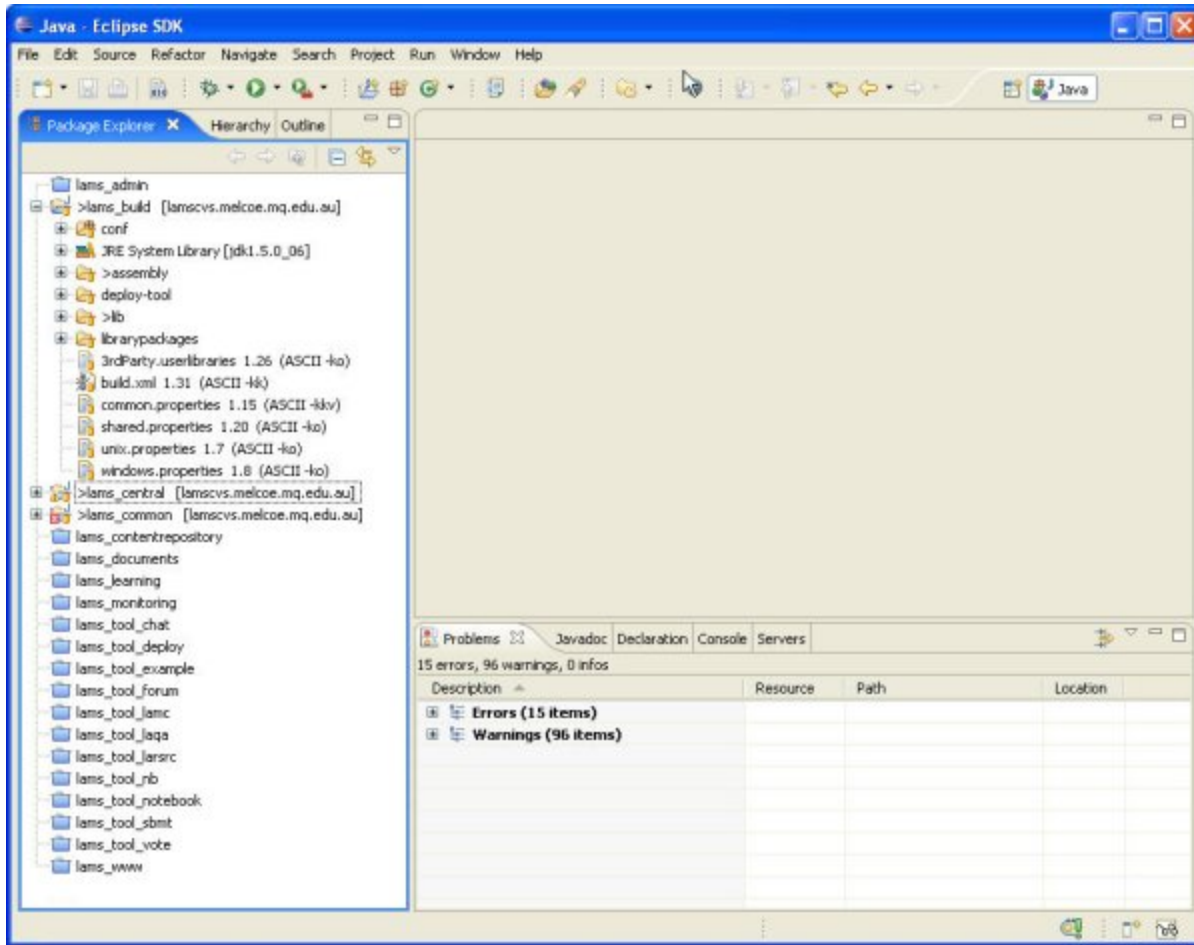 Java - Eclipse SDK
File Edit Source Refactor Navigate Search Project Run Window Help
Java
Package Explorer Hierarchy Outline
lams_admin
>lams_build [lamscvs.melcoe.mq.edu.au]
conf
JRE System Library [jdk1.5.0_06]
>assembly
deploy-tool
>lib
librarypackages
3rdParty.userlibraries 1.26 (ASCII -ko)
build.xml 1.31 (ASCII -kk)
common.properties 1.15 (ASCII -kkv)
shared.properties 1.20 (ASCII -ko)
unix.properties 1.7 (ASCII -ko)
windows.properties 1.8 (ASCII -ko)
>lams_central [lamscvs.melcoe.mq.edu.au]
>lams_common [lamscvs.melcoe.mq.edu.au]
lams_contentrepository
lams_documents
lams_learning
lams_monitoring
lams_tool_chat
lams_tool_deploy
lams_tool_example
lams_tool_forum
lams_tool_lamc
lams_tool_laqa
lams_tool_larsrc
lams_tool_nb
lams_tool_notebook
lams_tool_sbmt
lams_tool_vote
lams_www
Problems Javadoc Declaration Console Servers
15 errors, 96 warnings, 0 infos
Description Resource Path Location
Errors (15 items)
Warnings (96 items)